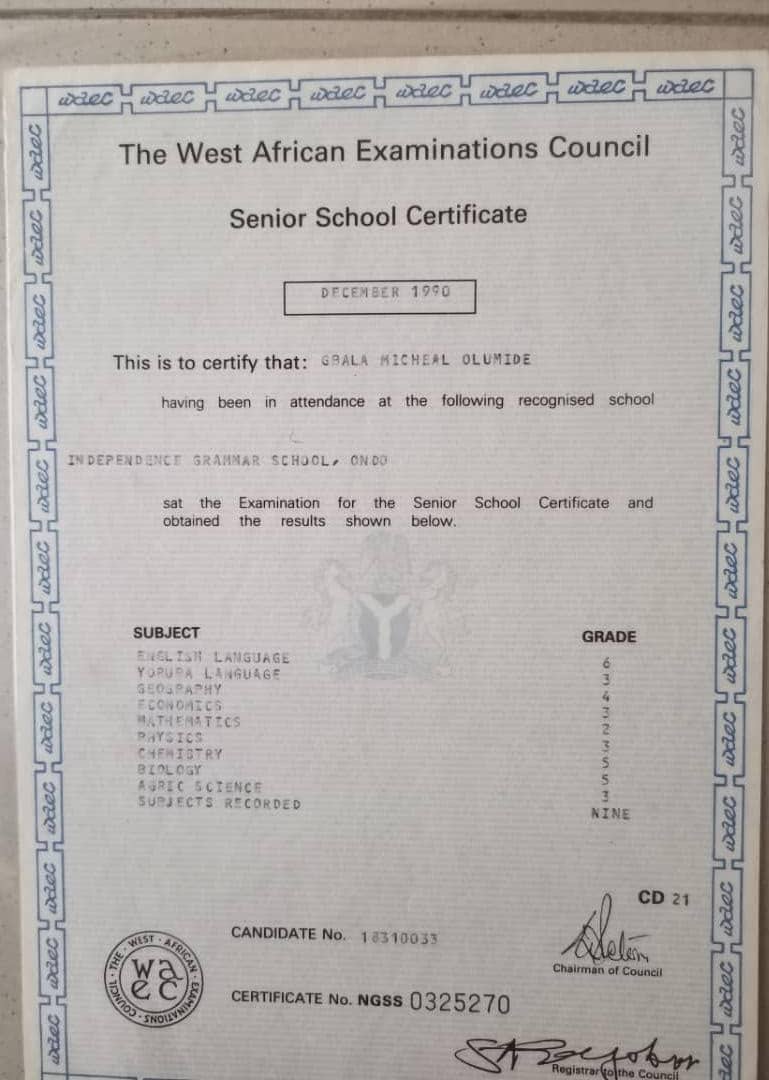 waec waec waec waec waec waec waec waec
The West African Examinations Council
Senior School Certificate
DECEMBER 1990
This is to certify that: GBALA MICHEAL OLUMIDE
having been in attendance at the following recognised school
INDEPENDENCE GRAMMAR SCHOOL, ONDO
sat the Examination for the Senior School Certificate and
obtained the results shown below.
SUBJECT GRADE
ENGLISH LANGUAGE 6
YORUBA LANGUAGE 3
GEOGRAPHY 4
ECONOMICS 3
MATHEMATICS 2
PHYSICS 3
CHEMISTRY 5
BIOLOGY 5
AGRIC SCIENCE 3
SUBJECTS RECORDED NINE
CD 21
CANDIDATE No. 18310033
Chairman of Council
THE · WEST · AFRICAN · EXAMINATIONS · COUNCIL
waec
CERTIFICATE No. NGSS 0325270
Registrar to the Council